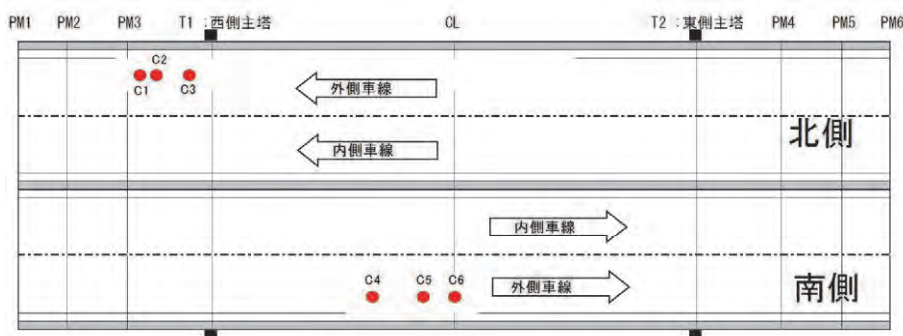 PM1 PM2 PM3 T1 :西側主塔 CL T2 :東側主塔 PM4 PM5 PM6
C2
C1 C3
外側車線
北側
内側車線
内側車線
C4 C5 C6
外側車線
南側